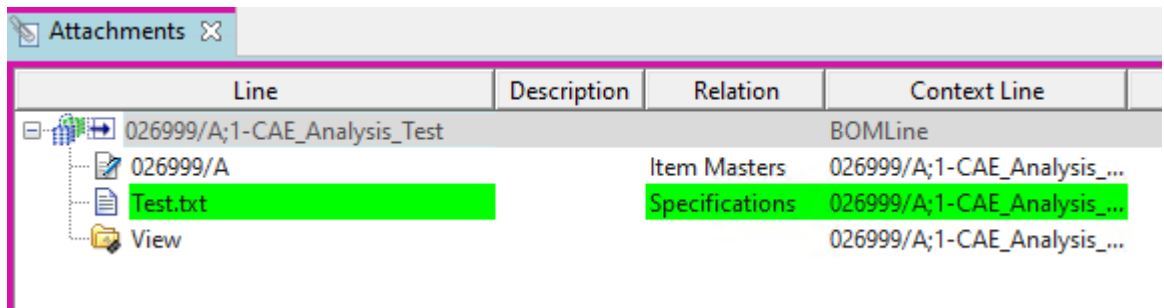 Attachments
Line Description Relation Context Line
026999/A;1-CAE_Analysis_Test BOMLine
026999/A Item Masters 026999/A;1-CAE_Analysis_...
Test.txt Specifications 026999/A;1-CAE_Analysis_...
View 026999/A;1-CAE_Analysis_...